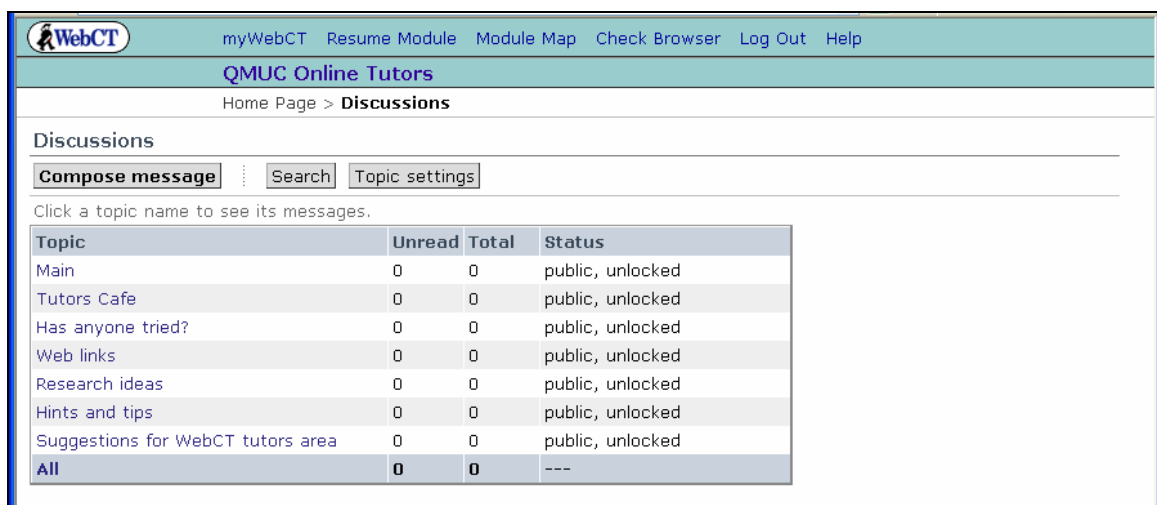 WebCT myWebCT Resume Module Module Map Check Browser Log Out Help
QMUC Online Tutors
Home Page > Discussions
Discussions
Compose message Search Topic settings
Click a topic name to see its messages.
Topic Unread Total Status
Main 0 0 public, unlocked
Tutors Cafe 0 0 public, unlocked
Has anyone tried? 0 0 public, unlocked
Web links 0 0 public, unlocked
Research ideas 0 0 public, unlocked
Hints and tips 0 0 public, unlocked
Suggestions for WebCT tutors area 0 0 public, unlocked
All 0 0 ---